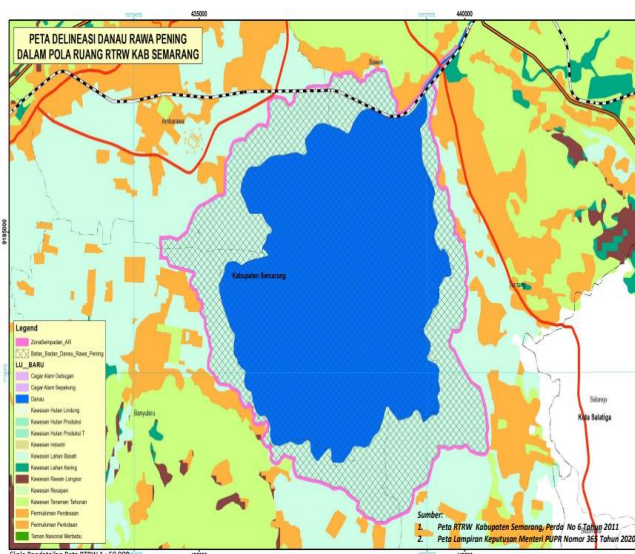 435000
440000
PETA DELINEASI DANAU RAWA PENING
DALAM POLA RUANG RTRW KAB SEMARANG
Bawen
Ambarawa
9195000
Kabupaten Semarang
Tuntang
Legend
ZonaSempadan_AR
Batas_Badan_Danau_Rawa_Pening
LU__BARU
Cagar Alam Gebugan
Cagar Alam Sepakung
Danau
Kawasan Hutan Lindung
Kawasan Hutan Produksi
Kawasan Hutan Produksi T
Kawasan Industri
Kawasan Lahan Basah
Kawasan Lahan Kering
Kawasan Rawan Longsor
Kawasan Resapan
Kawasan Tanaman Tahunan
Permukiman Perdesaan
Permukiman Perkotaan
Taman Nasional Merbabu
Banyubiru
Sidorejo
Kota Salatiga
Sumber:
1. Peta RTRW Kabupaten Semarang, Perda No 6 Tahun 2011
2. Peta Lampiran Keputusan Menteri PUPR Nomor 365 Tahun 2020